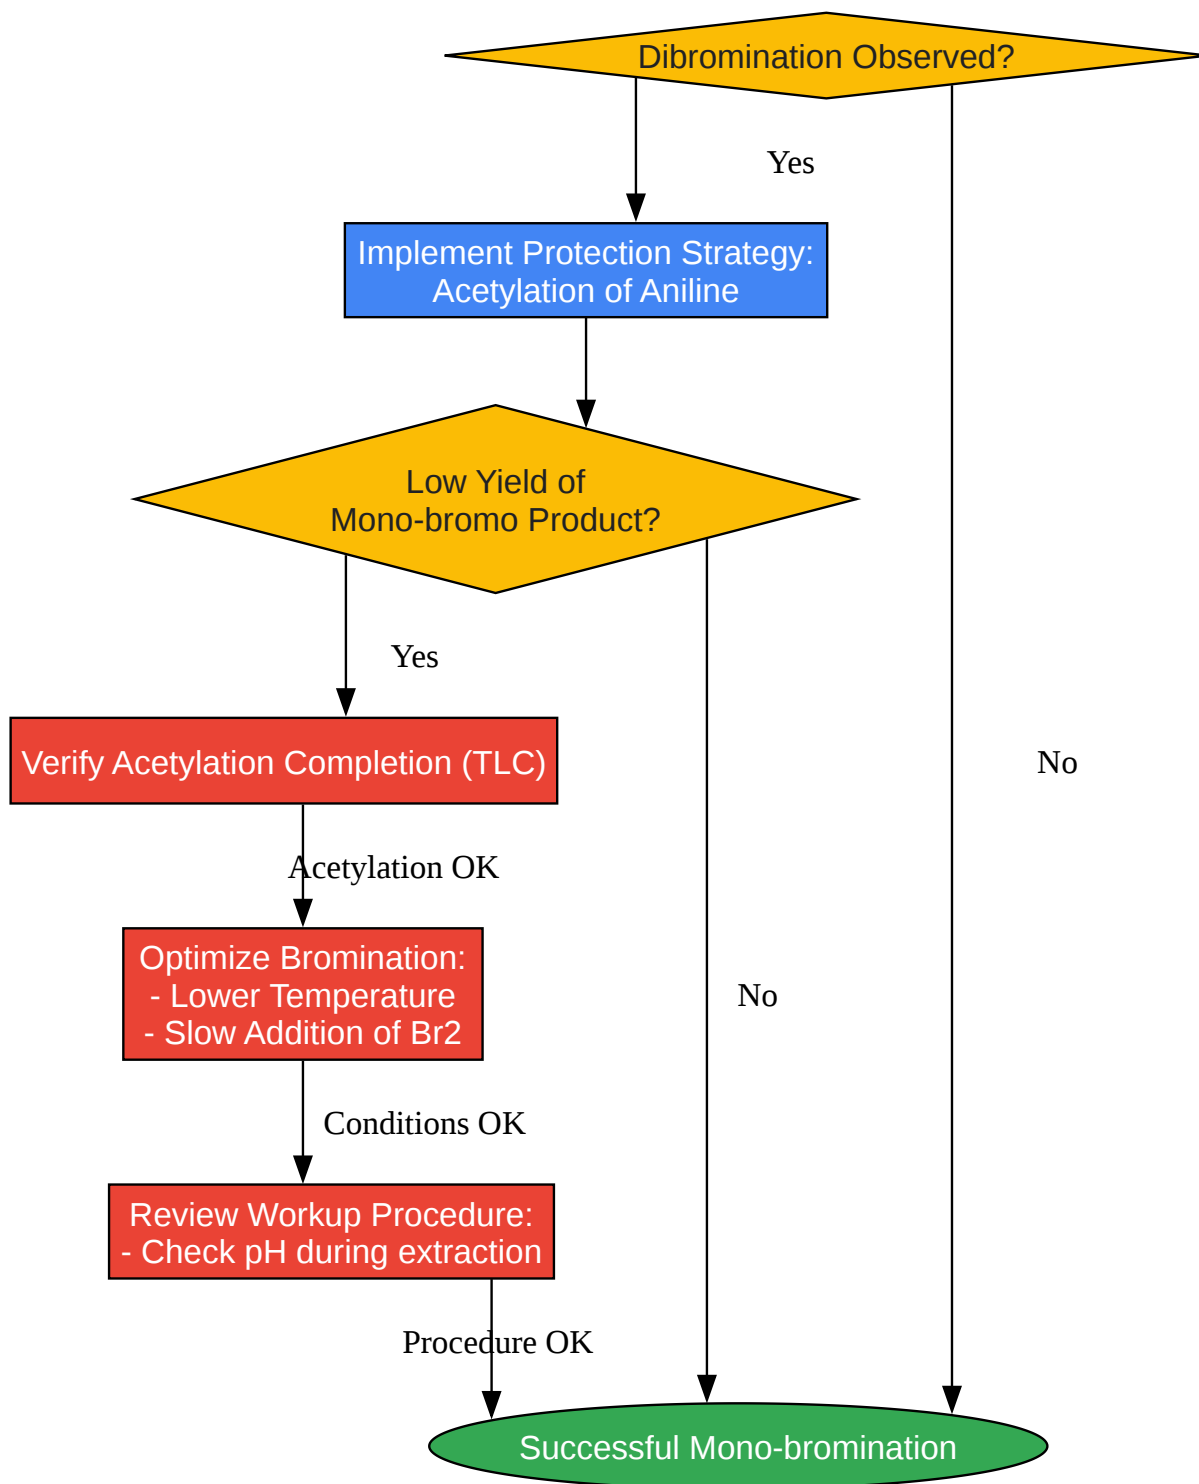 Dibromination Observed?
Yes
Implement Protection Strategy:
Acetylation of Aniline
Low Yield of
Mono-bromo Product?
Yes
Verify Acetylation Completion (TLC)
No
Acetylation OK
Optimize Bromination:
- Lower Temperature
- Slow Addition of Br2
No
Conditions OK
Review Workup Procedure:
- Check pH during extraction
Procedure OK
Successful Mono-bromination